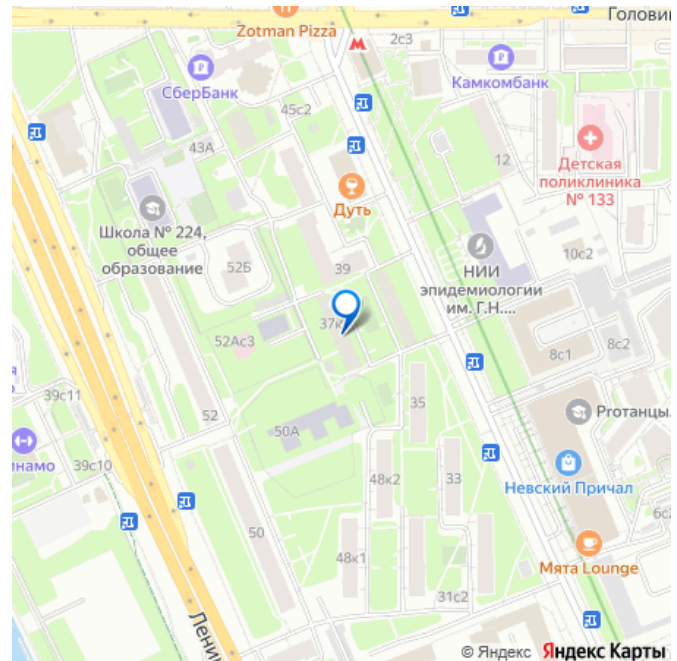 Zotman Pizza
2с3
Головин
СберБанк
Камкомбанк
45с2
43А
12
Детская
поликлиника
№ 133
Дуть
Школа № 224,
общее
образование
52Б
39
НИИ
эпидемиологии
им. Г.Н....
10с2
37к
52Ас3
8с1
8с2
39с11
52
50А
35
PROтанцы
Невский Причал
инамо
39с10
48к2
33
50
48к1
6с2
Мята Lounge
31с2
Лени
© Яндекс Яндекс Карты